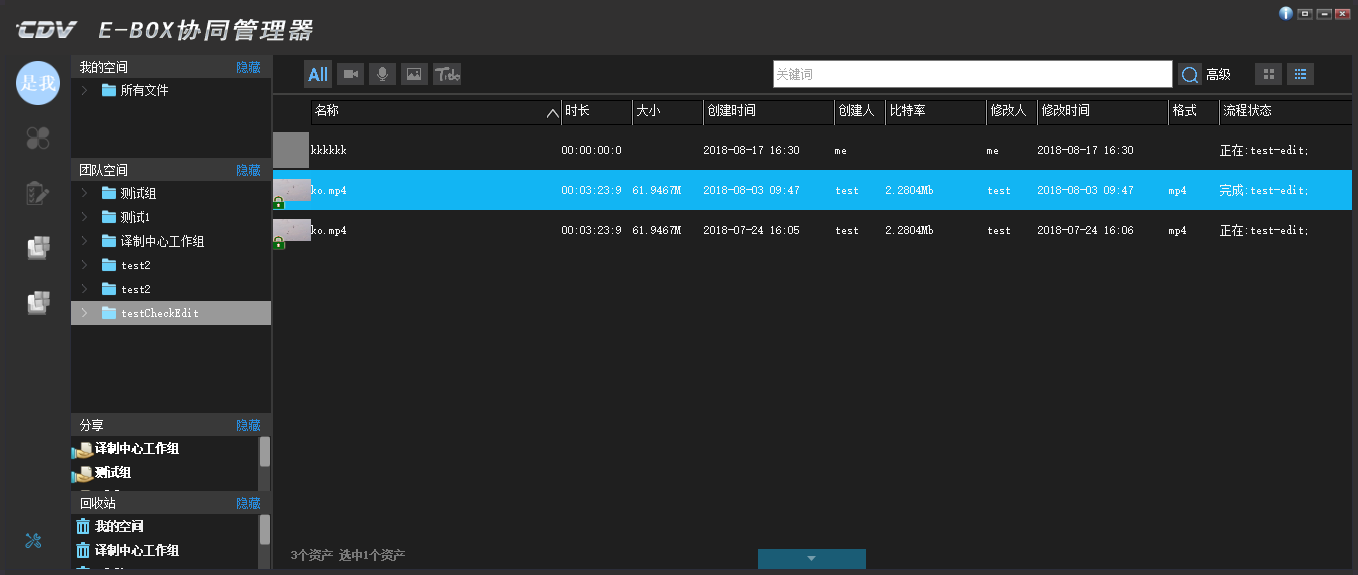 CDV E-BOX协同管理器
是我
我的空间 隐藏
所有文件
团队空间 隐藏
测试组
测试1
译制中心工作组
test2
test2
testCheckEdit
分享 隐藏
译制中心工作组
测试组
回收站 隐藏
我的空间
译制中心工作组
All Title 关键词 高级
名称 时长 大小 创建时间 创建人 比特率 修改人 修改时间 格式 流程状态
kkkkkk 00:00:00:0 2018-08-17 16:30 me me 2018-08-17 16:30 正在:test-edit;
ko.mp4 00:03:23:9 61.9467M 2018-08-03 09:47 test 2.2804Mb test 2018-08-03 09:47 mp4 完成:test-edit;
ko.mp4 00:03:23:9 61.9467M 2018-07-24 16:05 test 2.2804Mb test 2018-07-24 16:06 mp4 正在:test-edit;
3个资产 选中1个资产